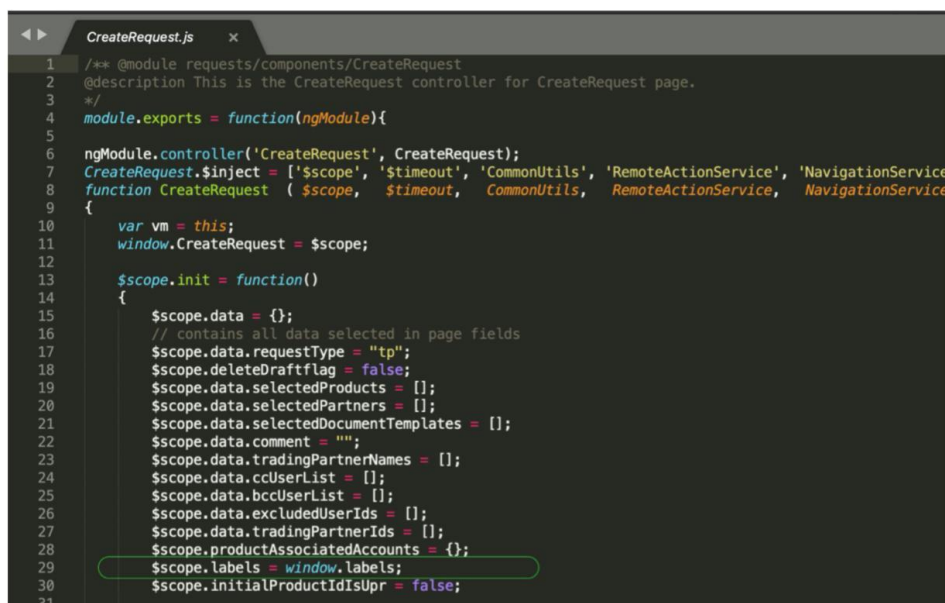 CreateRequest.js ×
1 /** @module requests/components/CreateRequest
2 @description This is the CreateRequest controller for CreateRequest page.
3 */
4 module.exports = function(ngModule){
5
6 ngModule.controller('CreateRequest', CreateRequest);
7 CreateRequest.$inject = ['$scope', '$timeout', 'CommonUtils', 'RemoteActionService', 'NavigationService
8 function CreateRequest ( $scope, $timeout, CommonUtils, RemoteActionService, NavigationService
9 {
10 var vm = this;
11 window.CreateRequest = $scope;
12
13 $scope.init = function()
14 {
15 $scope.data = {};
16 // contains all data selected in page fields
17 $scope.data.requestType = "tp";
18 $scope.deleteDraftflag = false;
19 $scope.data.selectedProducts = [];
20 $scope.data.selectedPartners = [];
21 $scope.data.selectedDocumentTemplates = [];
22 $scope.data.comment = "";
23 $scope.data.tradingPartnerNames = [];
24 $scope.data.ccUserList = [];
25 $scope.data.bccUserList = [];
26 $scope.data.excludedUserIds = [];
27 $scope.data.tradingPartnerIds = [];
28 $scope.productAssociatedAccounts = {};
29 $scope.labels = window.labels;
30 $scope.initialProductIdIsUpr = false;
31